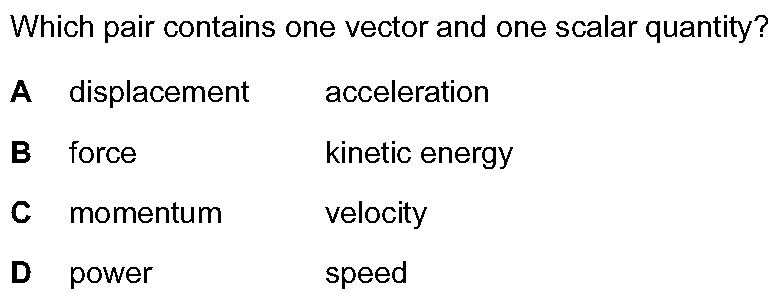 Which pair contains one vector and one scalar quantity?
A displacement acceleration
B force kinetic energy
C momentum velocity
D power speed